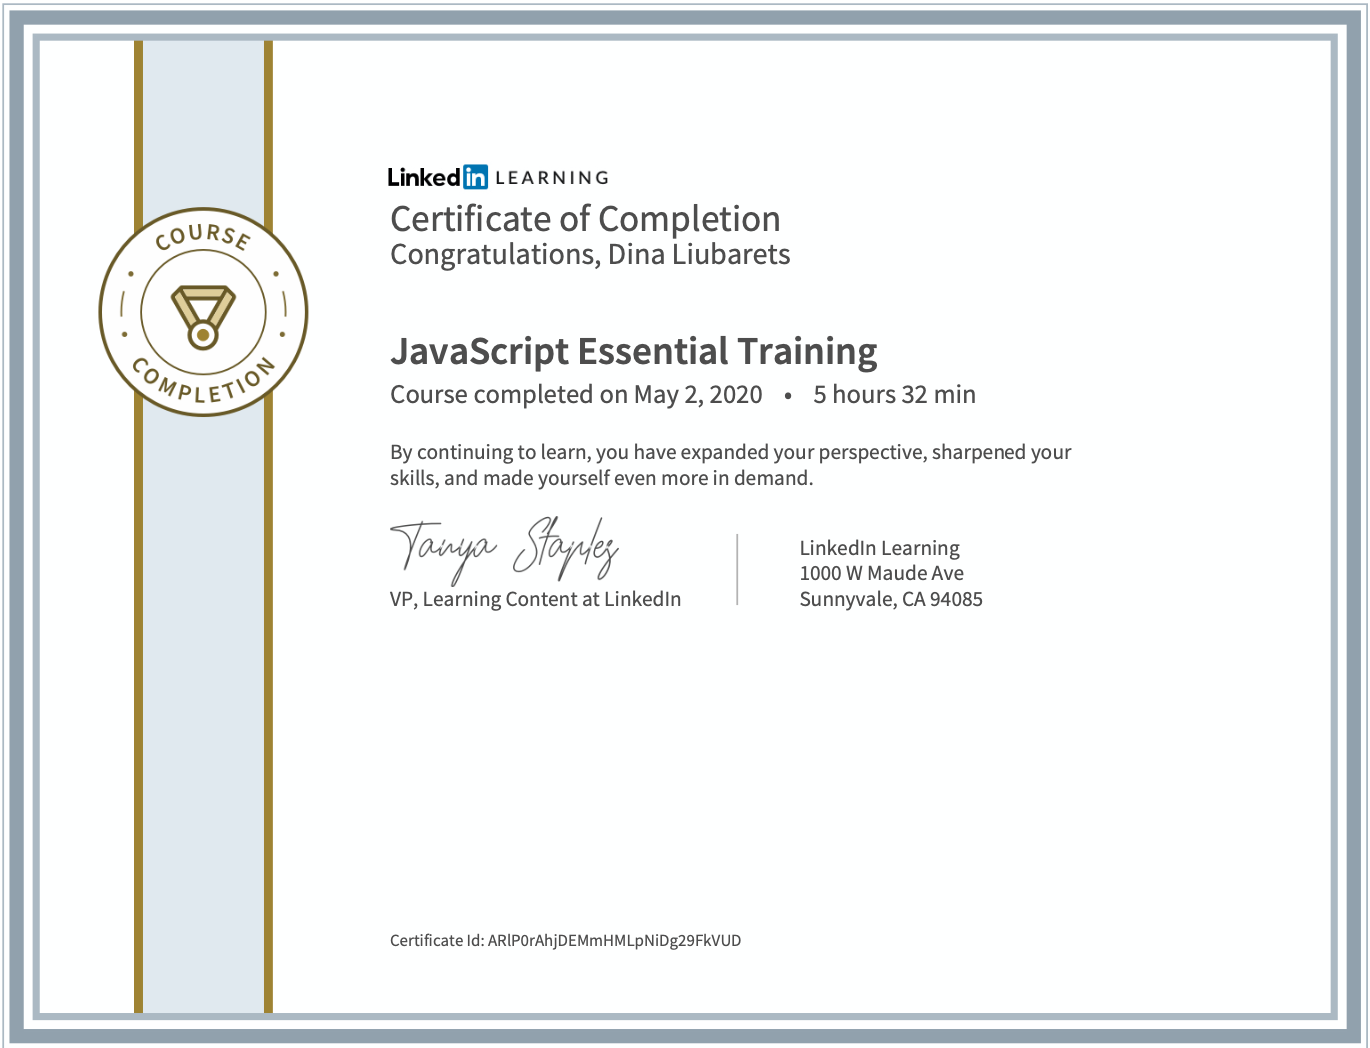 COURSE
COMPLETION
Linked in LEARNING
Certificate of Completion
Congratulations, Dina Liubarets
JavaScript Essential Training
Course completed on May 2, 2020 • 5 hours 32 min
By continuing to learn, you have expanded your perspective, sharpened your
skills, and made yourself even more in demand.
Tanya Staples
VP, Learning Content at LinkedIn
LinkedIn Learning
1000 W Maude Ave
Sunnyvale, CA 94085
Certificate Id: ARlP0rAhjDEMmHMLpNiDg29FkVUD